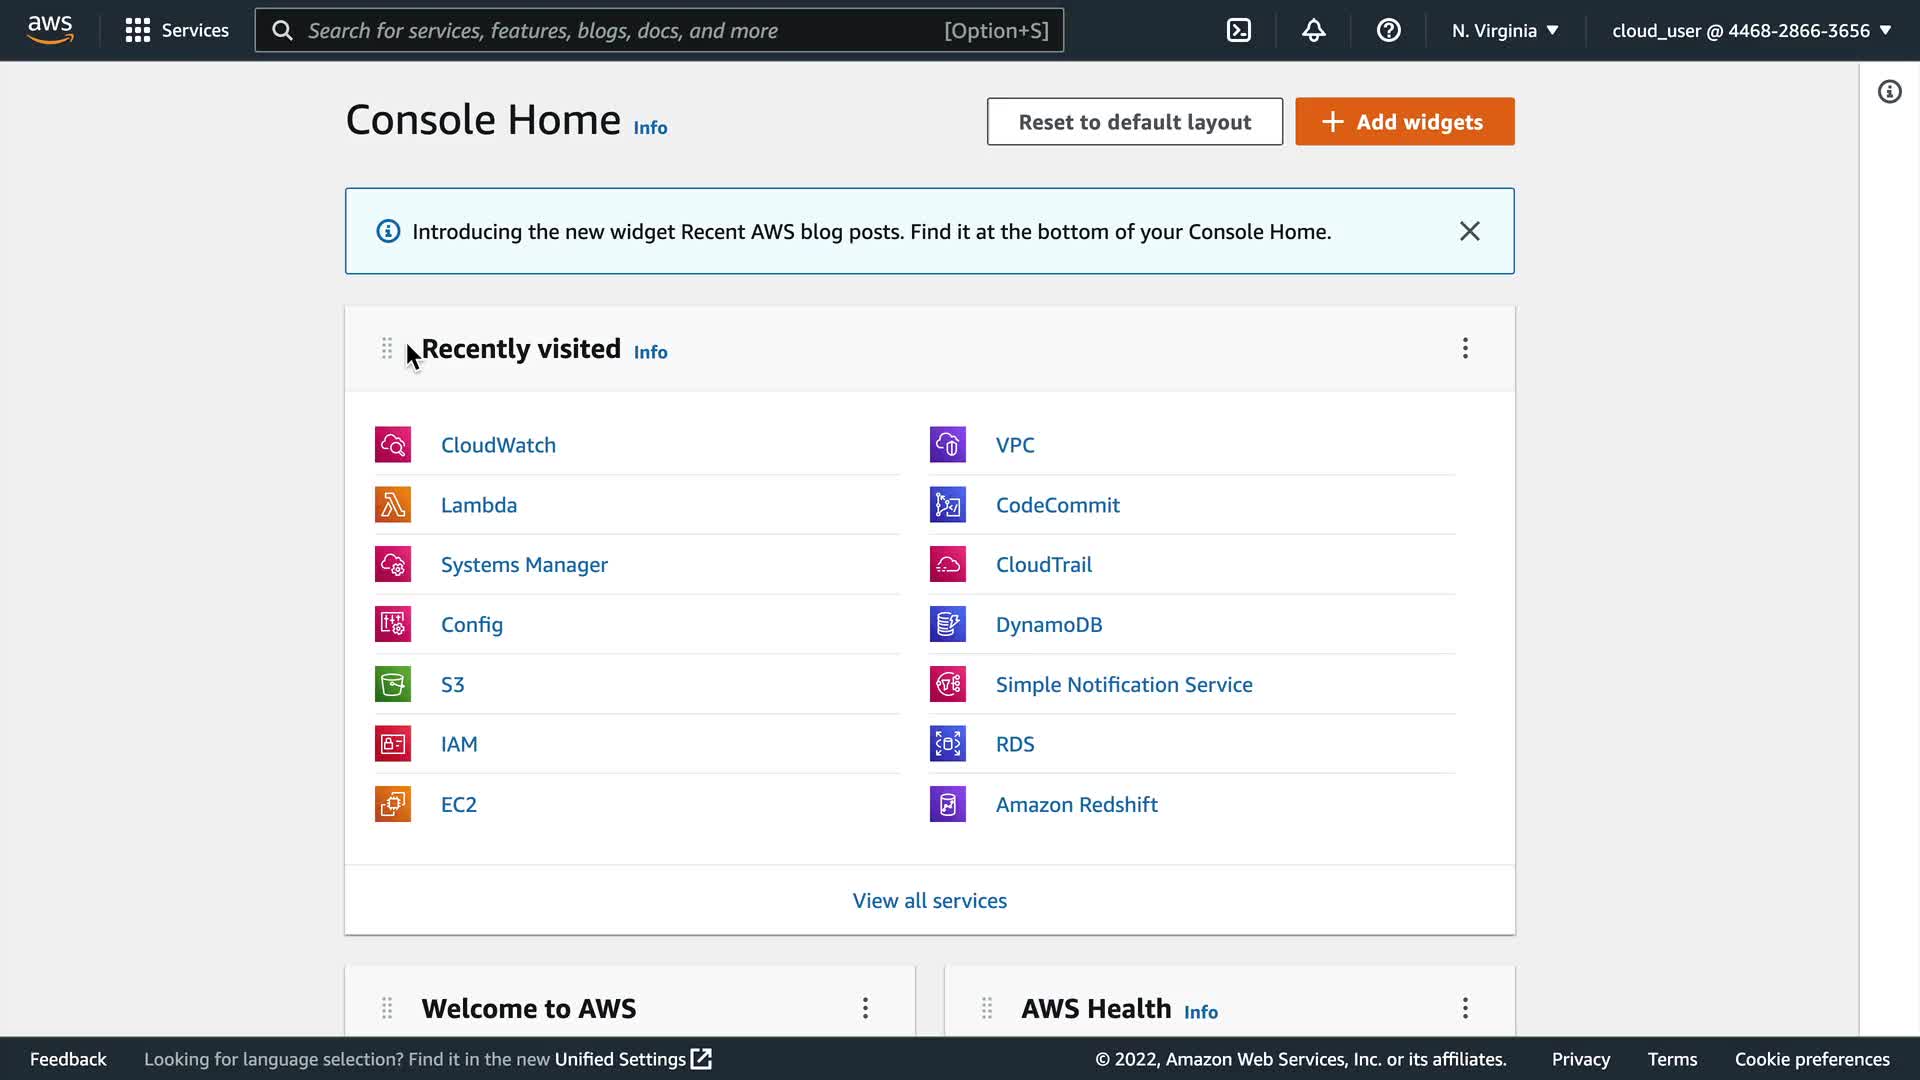 aws Services Search for services, features, blogs, docs, and more [Option+S] N. Virginia cloud_user @ 4468-2866-3656
Console Home Info Reset to default layout Add widgets
Introducing the new widget Recent AWS blog posts. Find it at the bottom of your Console Home.
Recently visited Info
CloudWatch VPC
Lambda CodeCommit
Systems Manager CloudTrail
Config DynamoDB
S3 Simple Notification Service
IAM RDS
EC2 Amazon Redshift
View all services
Welcome to AWS AWS Health Info
Feedback Looking for language selection? Find it in the new Unified Settings © 2022, Amazon Web Services, Inc. or its affiliates. Privacy Terms Cookie preferences